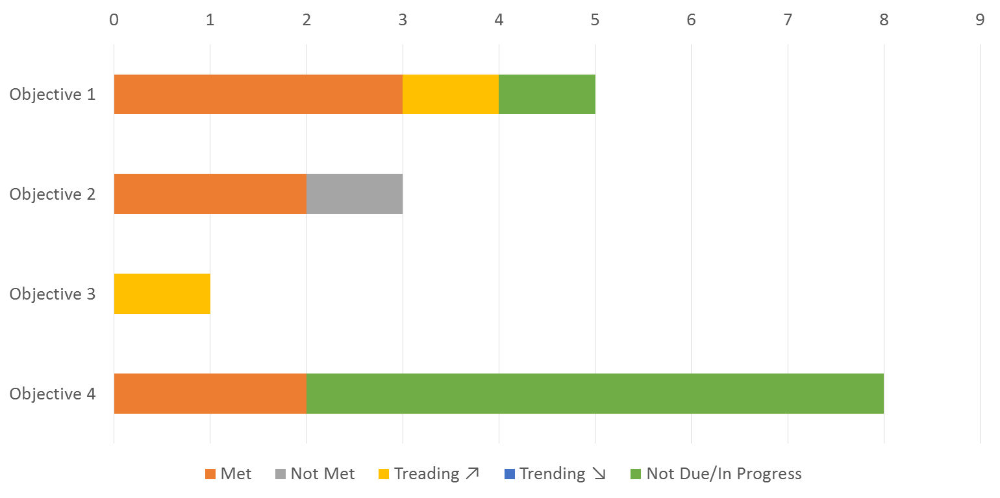 0 1 2 3 4 5 6 7 8 9
Objective 1
Objective 2
Objective 3
Objective 4
Met Not Met Treading ↗ Trending ↘ Not Due/In Progress